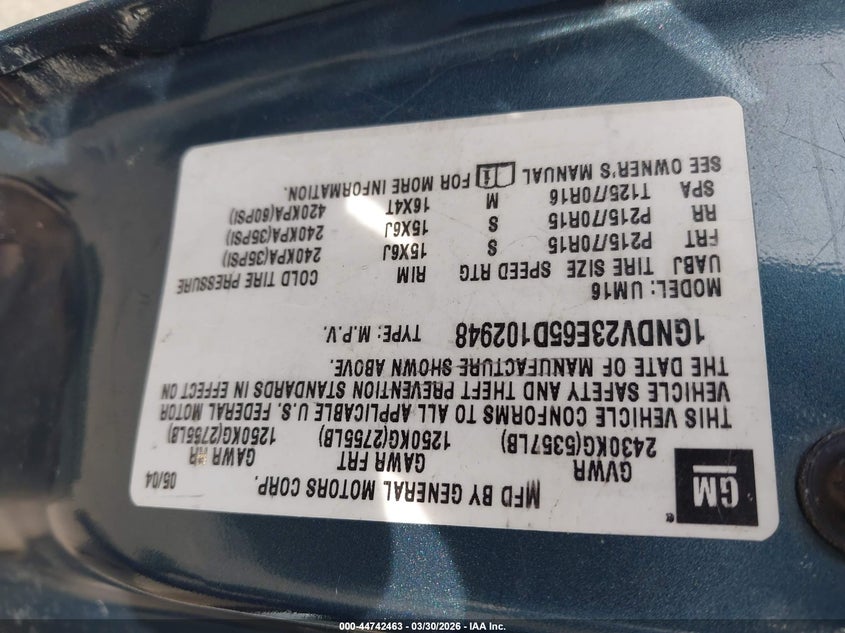 GM®
MFD BY GENERAL MOTORS CORP. 05/04
GVWR GAWR FRT GAWR RR
2430KG(5357LB) 1250KG(2755LB) 1250KG(2755LB)
THIS VEHICLE CONFORMS TO ALL APPLICABLE U.S. FEDERAL MOTOR
VEHICLE SAFETY AND THEFT PREVENTION STANDARDS IN EFFECT ON
THE DATE OF MANUFACTURE SHOWN ABOVE.
1GNDV23E65D102948 TYPE: M.P.V.
MODEL: UM16
UABJ TIRE SIZE SPEED RTG RIM COLD TIRE PRESSURE
FRT P215/70R15 S 15X6J 240KPA(35PSI)
RR P215/70R15 S 15X6J 240KPA(35PSI)
SPA T125/70R16 M 16X4T 420KPA(60PSI)
SEE OWNER'S MANUAL FOR MORE INFORMATION.
000-44742463 - 03/30/2026 - IAA Inc.